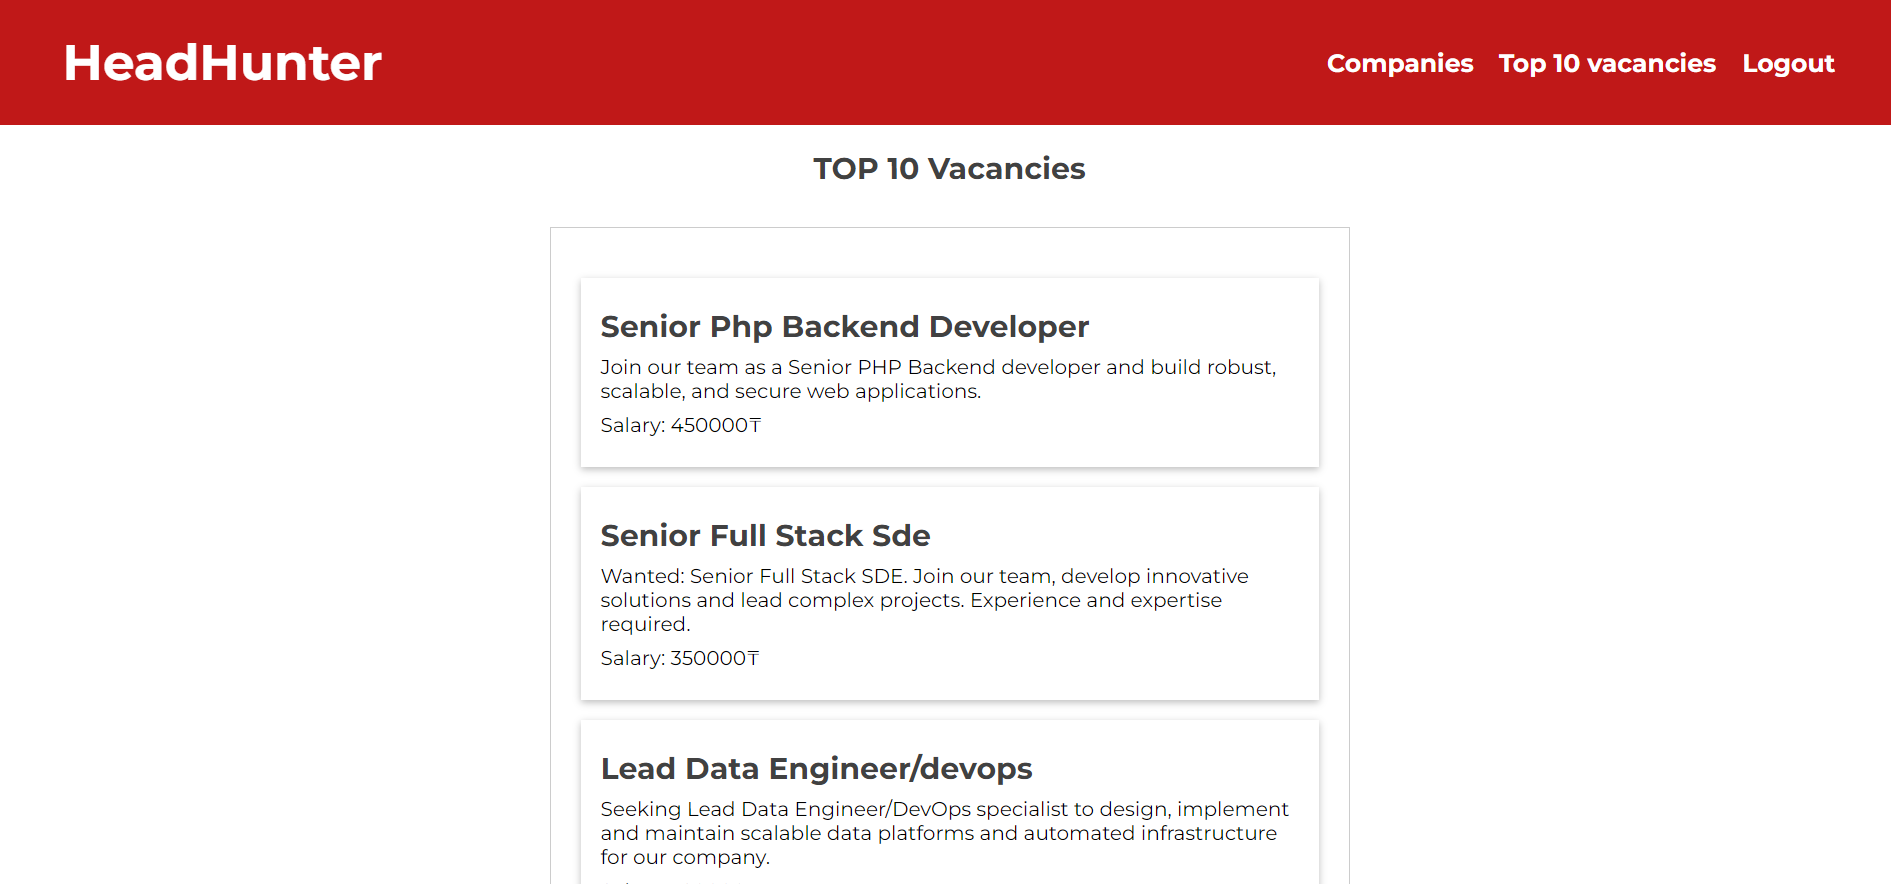 HeadHunter
Companies Top 10 vacancies Logout
TOP 10 Vacancies
Senior Php Backend Developer
Join our team as a Senior PHP Backend developer and build robust,
scalable, and secure web applications.
Salary: 450000₸
Senior Full Stack Sde
Wanted: Senior Full Stack SDE. Join our team, develop innovative
solutions and lead complex projects. Experience and expertise
required.
Salary: 350000₸
Lead Data Engineer/devops
Seeking Lead Data Engineer/DevOps specialist to design, implement
and maintain scalable data platforms and automated infrastructure
for our company.